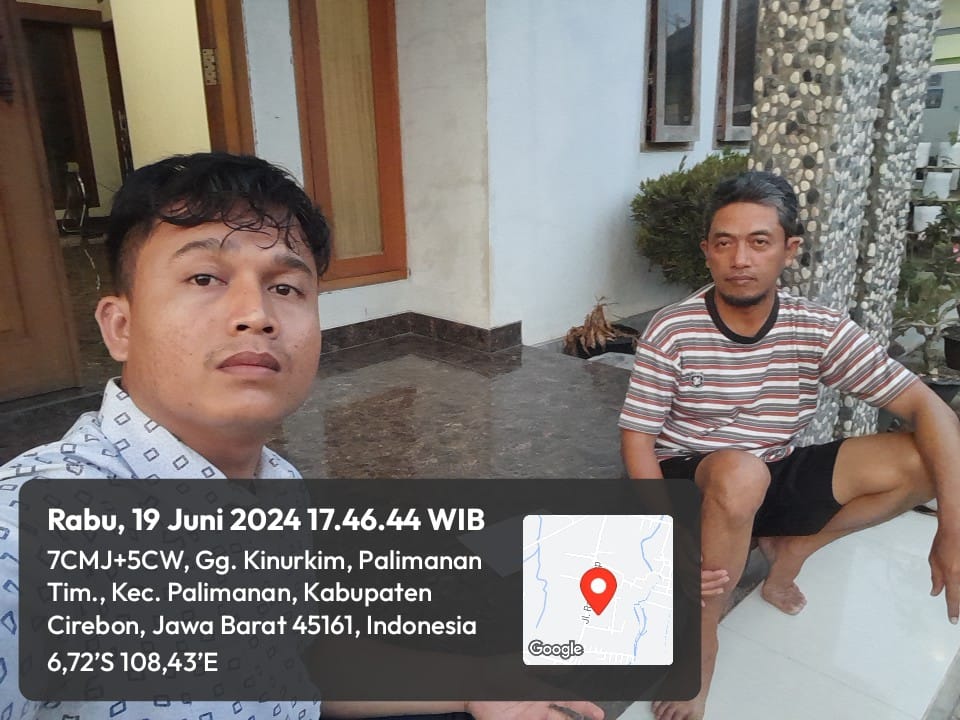 Rabu, 19 Juni 2024 17.46.44 WIB
7CMJ+5CW, Gg. Kinurkim, Palimanan
Tim., Kec. Palimanan, Kabupaten
Cirebon, Jawa Barat 45161, Indonesia
6,72’S 108,43’E
Google